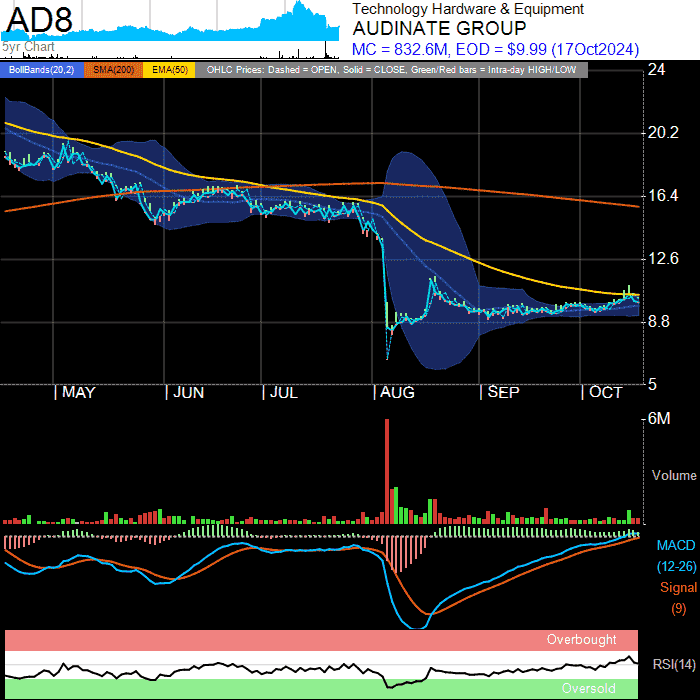 AD8
5yr Chart
Technology Hardware & Equipment
AUDINATE GROUP
MC = 832.6M, EOD = $9.99 (17Oct2024)
BollBands(20,2) SMA(200) EMA(50) OHLC Prices: Dashed = OPEN, Solid = CLOSE, Green/Red bars = Intra-day HIGH/LOW
24
20.2
16.4
12.6
8.8
5
MAY JUN JUL AUG SEP OCT
6M
Volume
MACD
(12-26)
Signal
(9)
Overbought
RSI(14)
Oversold